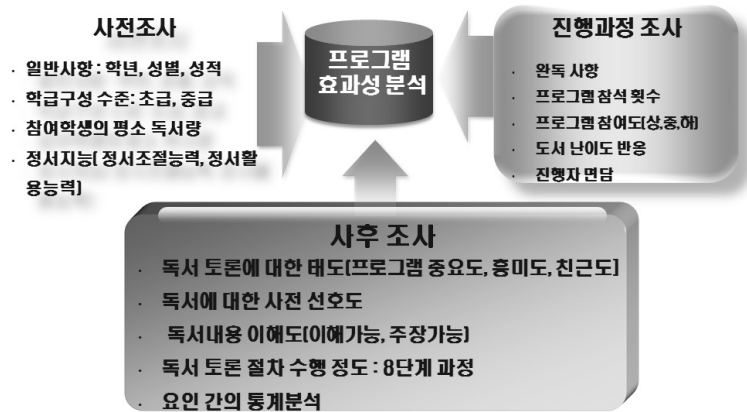 사전조사
· 일반사항 : 학년, 성별, 성적
· 학급구성 수준: 초급, 중급
· 참여학생의 평소 독서량
· 정서지능( 정서조절능력, 정서활
용능력)
프로그램
효과성 분석
진행과정 조사
· 완독 사항
· 프로그램 참석 횟수
· 프로그램 참여도(상,중,하)
· 도서 난이도 반응
· 진행자 면담
사후 조사
· 독서 토론에 대한 태도(프로그램 중요도, 흥미도, 친근도)
· 독서에 대한 사전 선호도
· 독서내용 이해도(이해가능, 주장가능)
· 독서 토론 절차 수행 정도 : 8단계 과정
· 요인 간의 통계분석